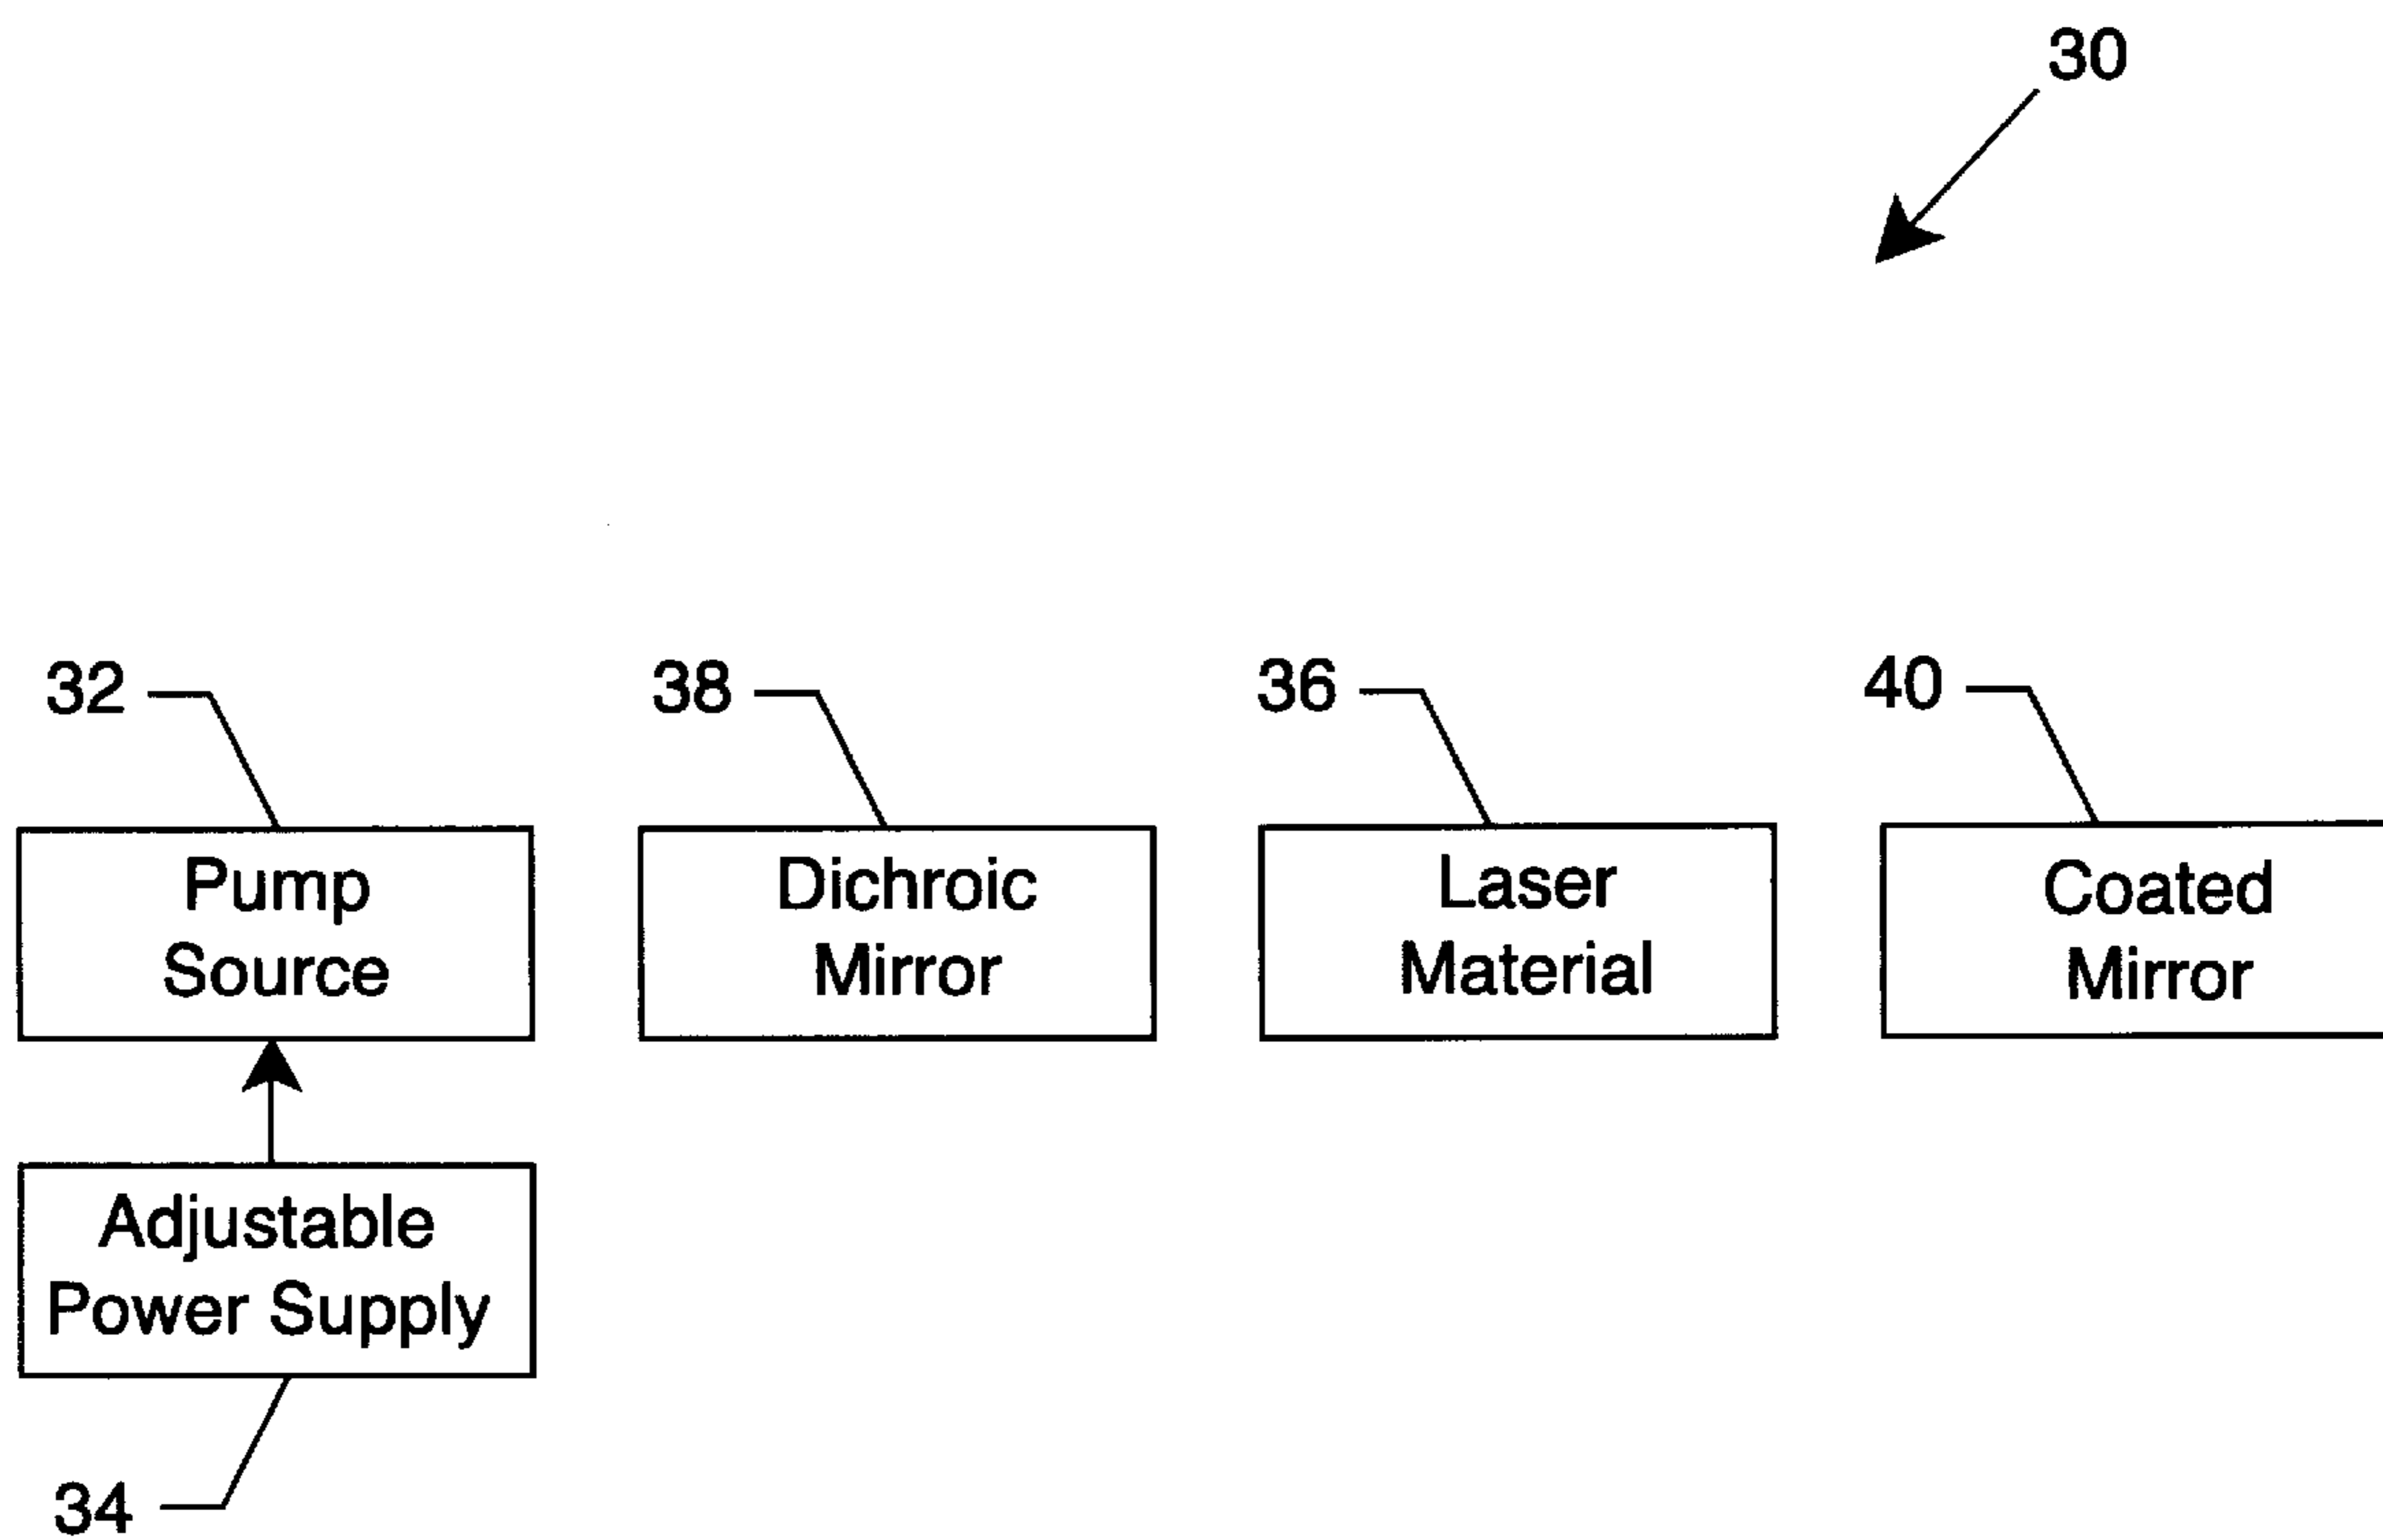 30
32
38
36
40
Pump
Source
Dichroic
Mirror
Laser
Material
Coated
Mirror
Adjustable
Power Supply
34